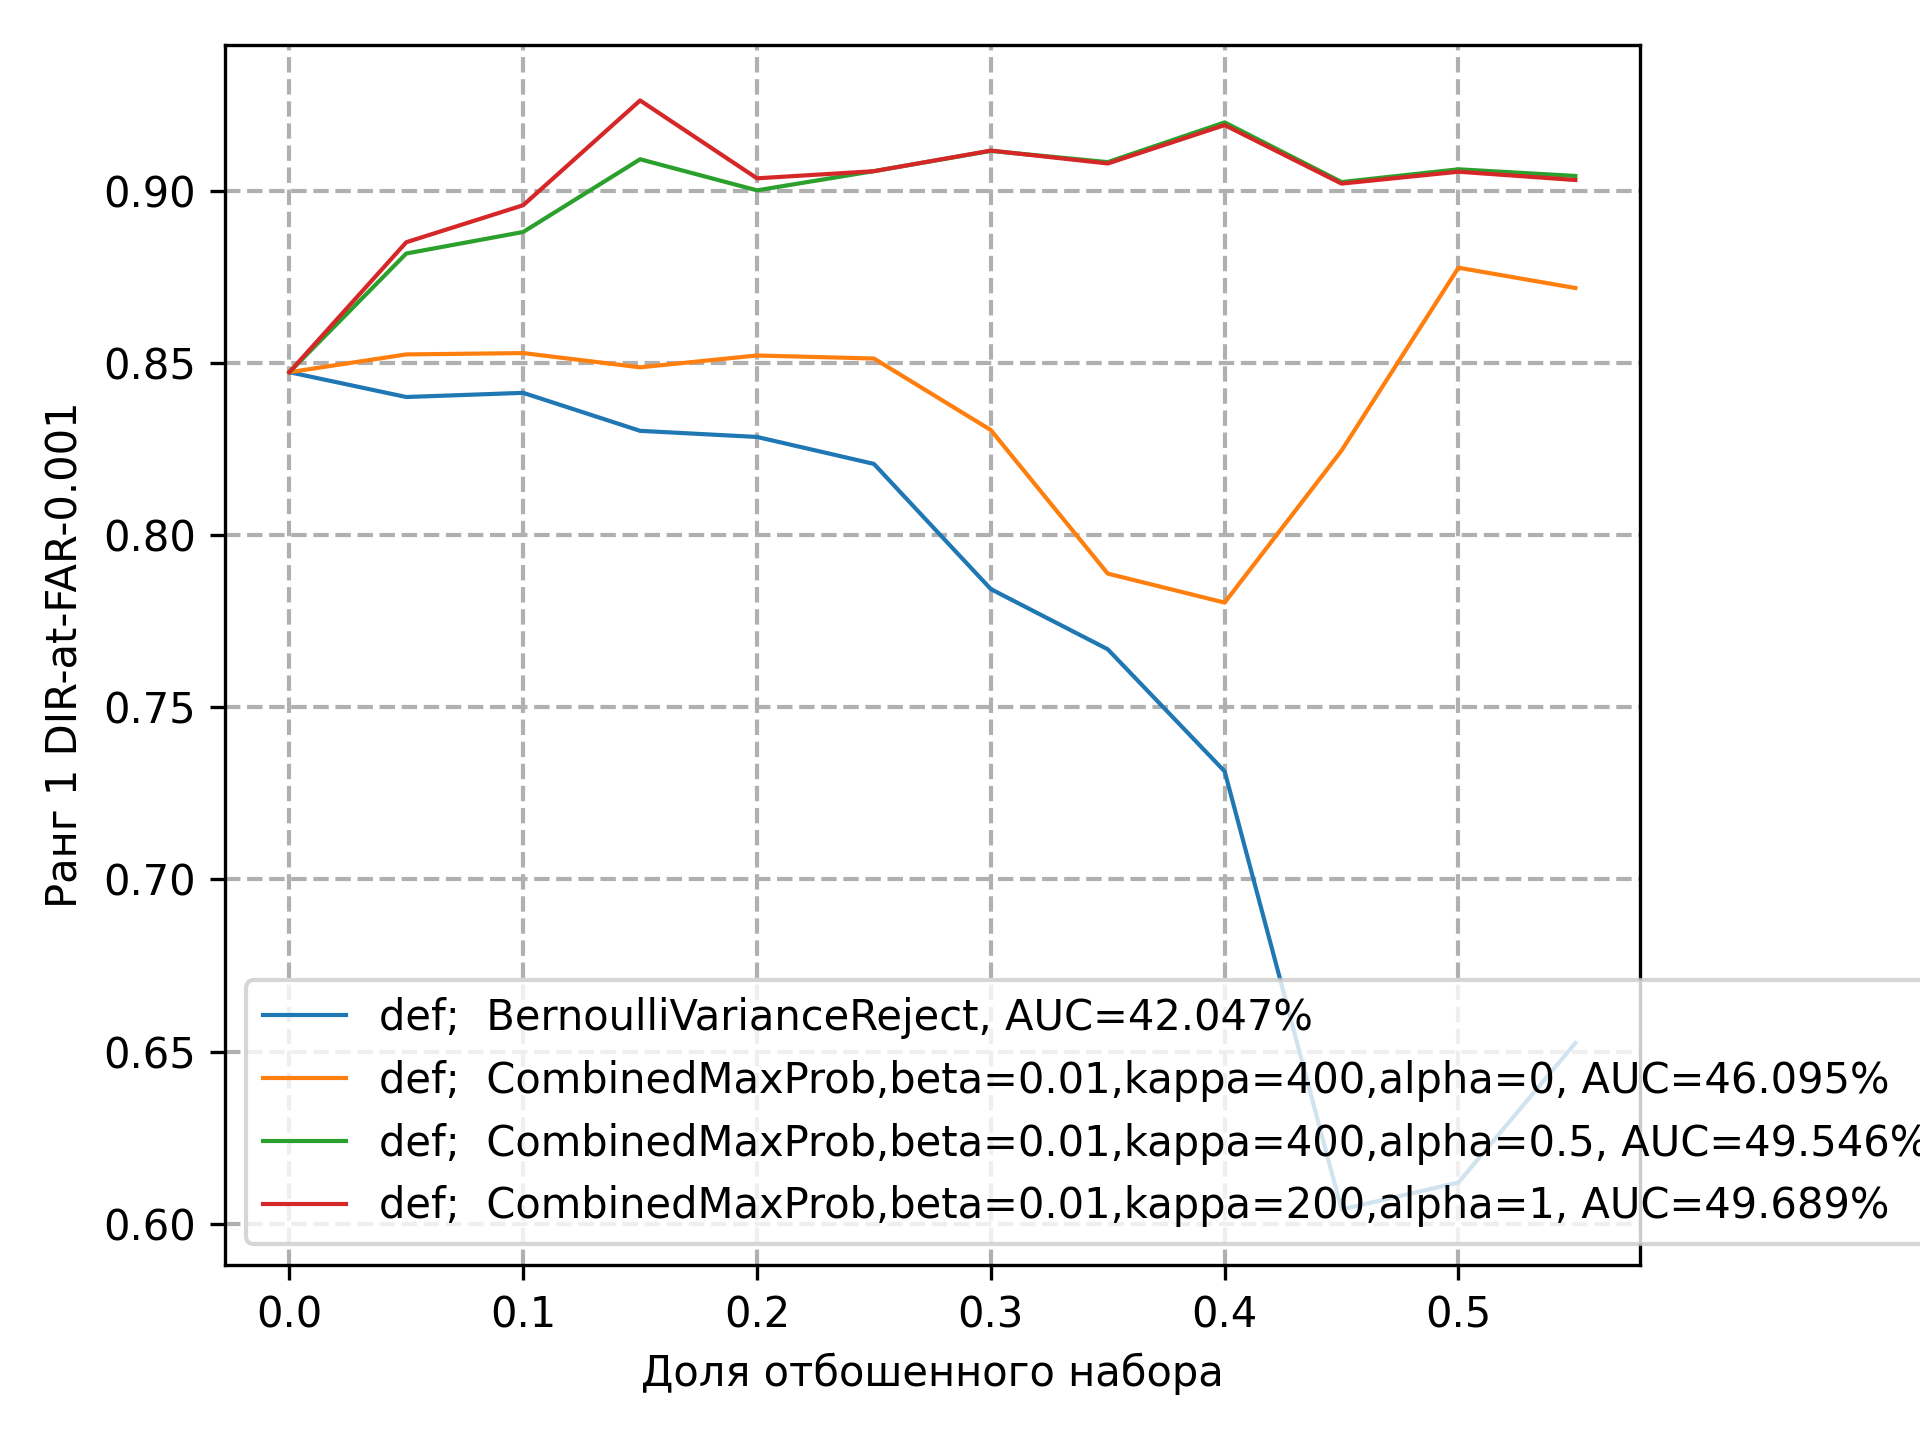 Ранг 1 DIR-at-FAR-0.001
0.90
0.85
0.80
0.75
0.70
0.65
0.60
def;  BernoulliVarianceReject, AUC=42.047%
def;  CombinedMaxProb,beta=0.01,kappa=400,alpha=0, AUC=46.095%
def;  CombinedMaxProb,beta=0.01,kappa=400,alpha=0.5, AUC=49.546%
def;  CombinedMaxProb,beta=0.01,kappa=200,alpha=1, AUC=49.689%
0.0 0.1 0.2 0.3 0.4 0.5
Доля отбошенного набора